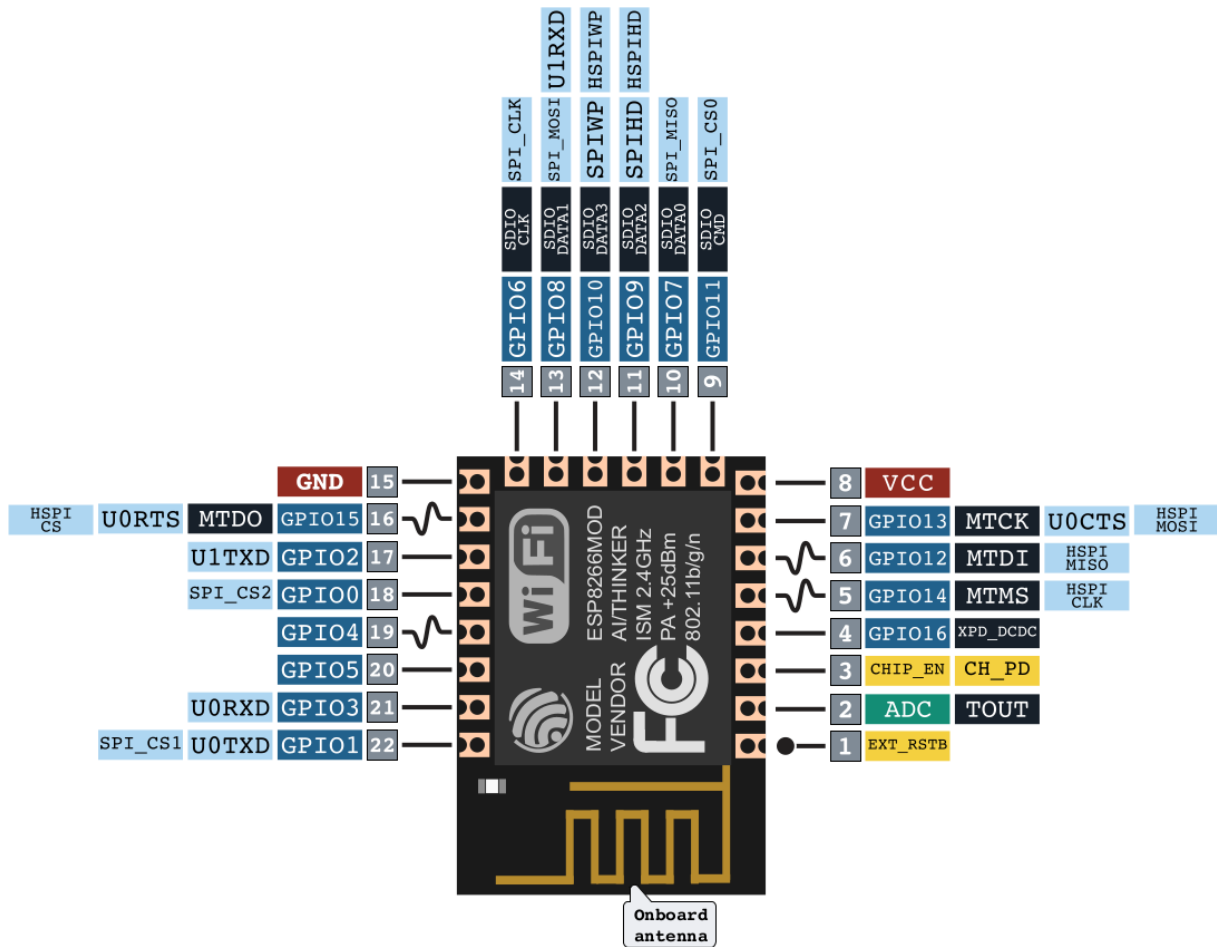 U1RXD HSPIWP HSPIHD
SPI_CLK SPI_MOSI SPIWP SPIHD SPI_MISO SPI_CS0
SDIO CLK
SDIO DATA1
SDIO DATA3
SDIO DATA2
SDIO DATA0
SDIO CMD
GPIO6 GPIO8 GPIO10 GPIO9 GPIO7 GPIO11
14 13 12 11 10 9
GND 15
HSPI CS U0RTS MTDO GPIO15 16
U1TXD GPIO2 17
SPI_CS2 GPIO0 18
GPIO4 19
GPIO5 20
U0RXD GPIO3 21
SPI_CS1 U0TXD GPIO1 22
WiFi
ESP8266MOD
AI/THINKER
ISM 2.4GHz
PA +25dBm
802.11b/g/n
MODEL
VENDOR
FC
8 VCC
7 GPIO13 MTCK U0CTS HSPI MOSI
6 GPIO12 MTDI HSPI MISO
5 GPIO14 MTMS HSPI CLK
4 GPIO16 XPD_DCDC
3 CHIP_EN CH_PD
2 ADC TOUT
1 EXT_RSTB
Onboard
antenna